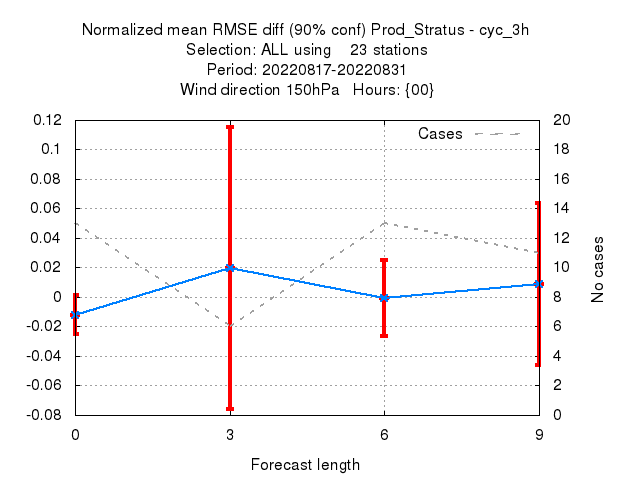 Normalized mean RMSE diff (90% conf) Prod_Stratus - cyc_3h
Selection: ALL using    23 stations
Period: 20220817-20220831
Wind direction 150hPa   Hours: {00}
0.12
0.1
0.08
0.06
0.04
0.02
0
-0.02
-0.04
-0.06
-0.08
Cases
20
18
16
14
12
10
8
6
4
2
0
No cases
0 3 6 9
Forecast length